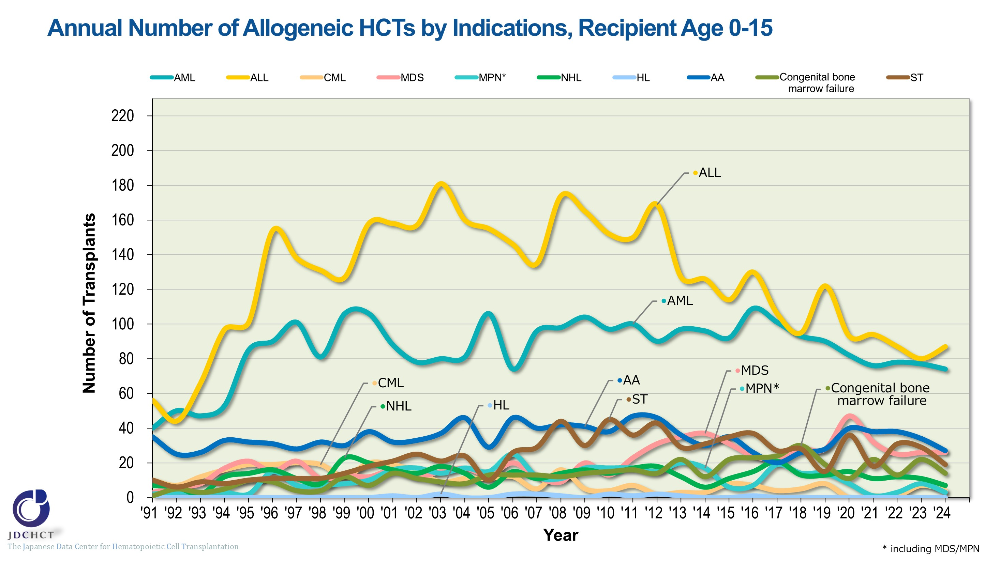 Annual Number of Allogeneic HCTs by Indications, Recipient Age 0-15
AML ALL CML MDS MPN* NHL HL AA Congenital bone ST
marrow failure
Number of Transplants
220
200
180
160
140
120
100
80
60
40
20
0
ALL
AML
MDS
CML
AA
MPN*
Congenital bone
marrow failure
NHL
HL
ST
'91 '92 '93 '94 '95 '96 '97 '98 '99 '00 '01 '02 '03 '04 '05 '06 '07 '08 '09 '10 '11 '12 '13 '14 '15 '16 '17 '18 '19 '20 '21 '22 '23 '24
Year
JDCHCT
The Japanese Data Center for Hematopoietic Cell Transplantation
* including MDS/MPN